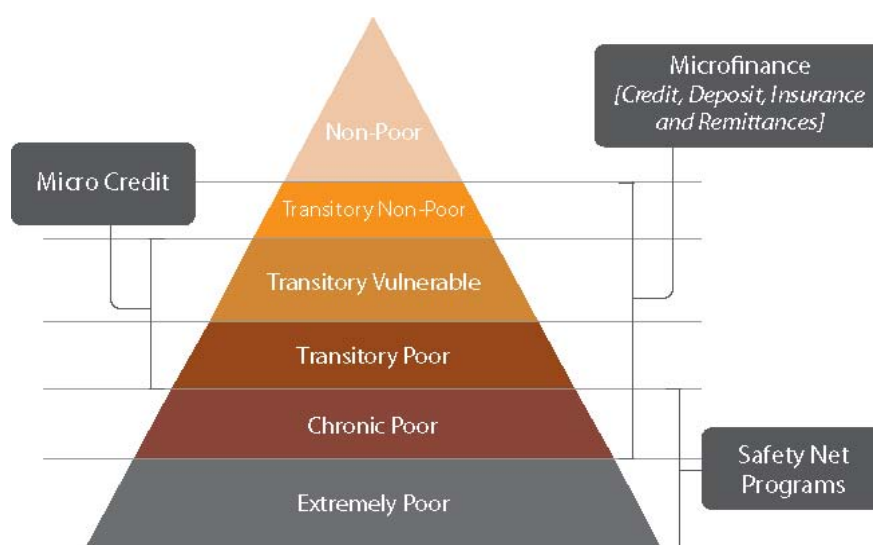 Microfinance
[Credit, Deposit, Insurance
and Remittances]
Non-Poor
Micro Credit
Transitory Non-Poor
Transitory Vulnerable
Transitory Poor
Chronic Poor
Safety Net
Programs
Extremely Poor